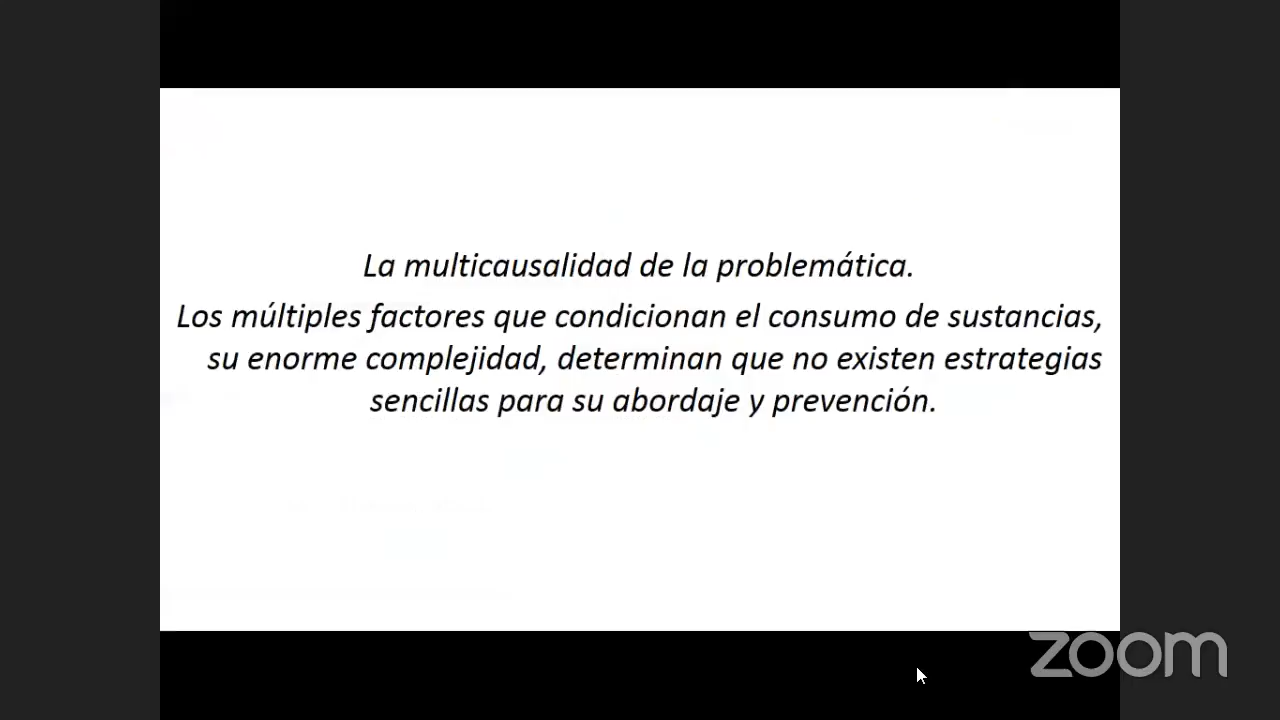 La multicausalidad de la problemática.
Los múltiples factores que condicionan el consumo de sustancias,
su enorme complejidad, determinan que no existen estrategias
sencillas para su abordaje y prevención.
zoom